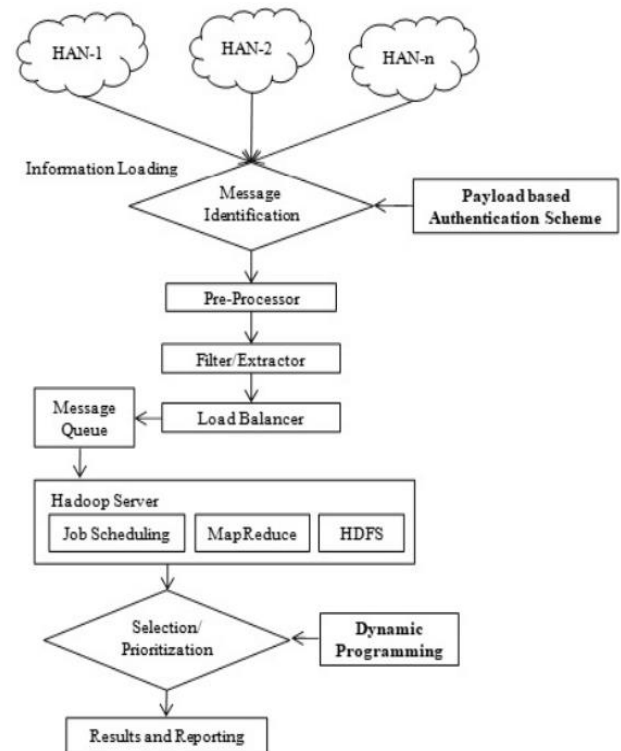 HAN-1
HAN-2
HAN-n
Information Loading
Message
Identification
Payload based
Authentication Scheme
Pre-Processor
Filter/Extractor
Load Balancer
Message
Queue
Hadoop Server
Job Scheduling
MapReduce
HDFS
Selection/
Prioritization
Dynamic
Programming
Results and Reporting